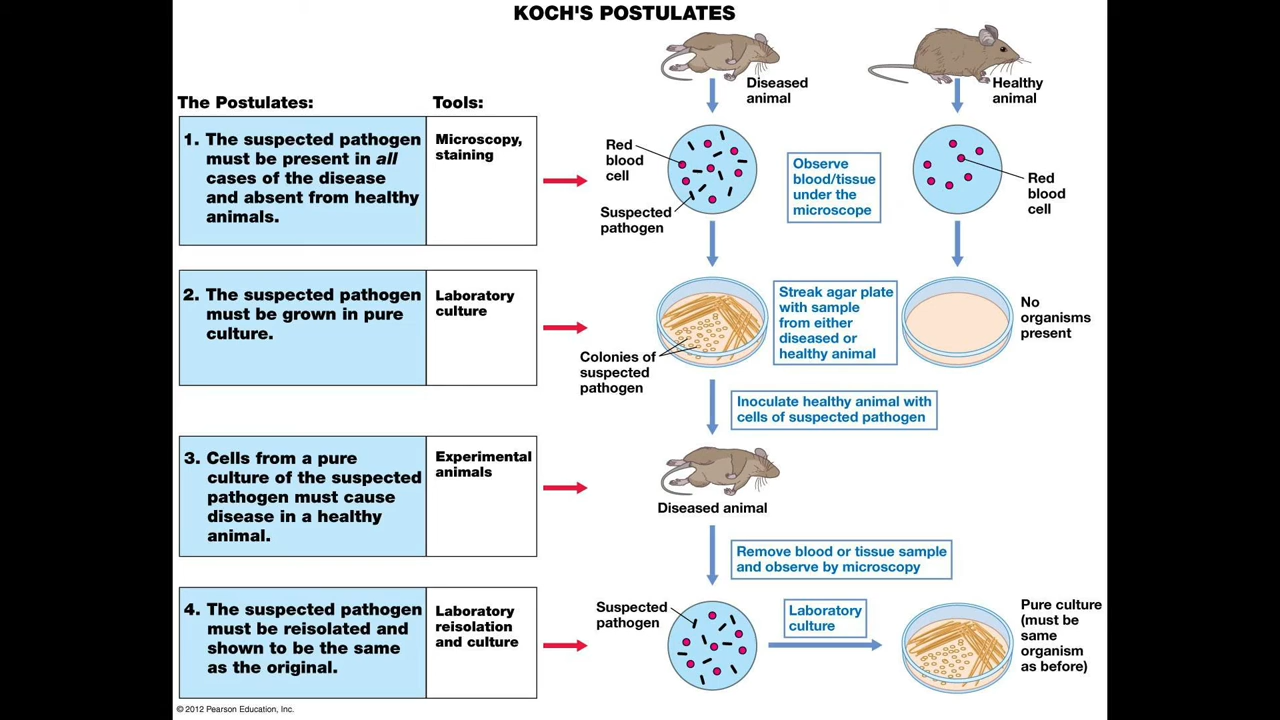 KOCH'S POSTULATES
Diseased
animal
Healthy
animal
The Postulates:
Tools:
1. The suspected pathogen
must be present in all
cases of the disease
and absent from healthy
animals.
Microscopy,
staining
Red
blood
cell
Suspected
pathogen
Observe
blood/tissue
under the
microscope
Red
blood
cell
2. The suspected pathogen
must be grown in pure
culture.
Laboratory
culture
Colonies of
suspected
pathogen
Streak agar plate
with sample
from either
diseased or
healthy animal
No
organisms
present
Inoculate healthy animal with
cells of suspected pathogen
3. Cells from a pure
culture of the suspected
pathogen must cause
disease in a healthy
animal.
Experimental
animals
Diseased animal
Remove blood or tissue sample
and observe by microscopy
4. The suspected pathogen
must be reisolated and
shown to be the same
as the original.
Laboratory
reisolation
and culture
Suspected
pathogen
Laboratory
culture
Pure culture
(must be
same
organism
as before)
© 2012 Pearson Education, Inc.